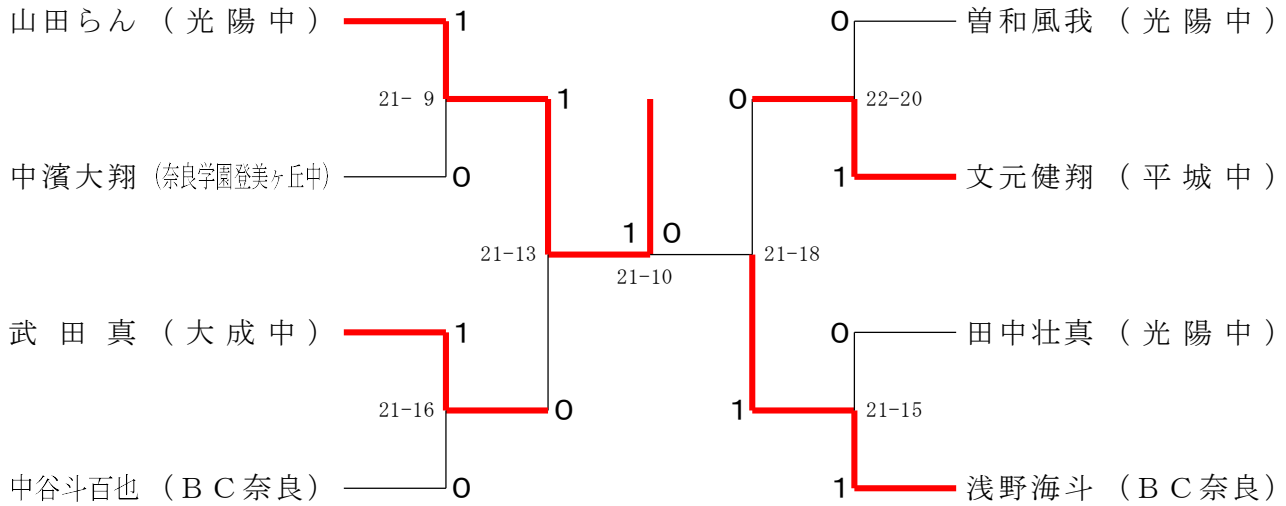 山田らん （光陽中） 1 0 曽和風我 （光陽中）
21- 9 1 0 22-20
中濱大翔 (奈良学園登美ヶ丘中) 0 1 文元健翔 （平城中）
1 0
21-13 21-10 21-18
武田真 （大成中） 1 0 田中壮真 （光陽中）
21-16 0 1 21-15
中谷斗百也 （ＢＣ奈良） 0 1 浅野海斗 （ＢＣ奈良）